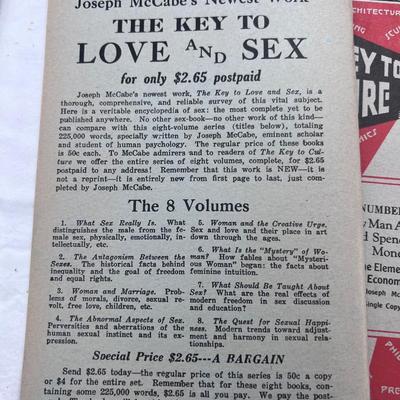 Joseph McCabe's Newest Work
THE KEY TO
LOVE AND SEX
for only $2.65 postpaid
Joseph McCabe's newest work, The Key to Love and Sex, is
a thorough, comprehensive, and reliable survey of this vital subject.
Here is a veritable encyclopedia of sex: the most complete yet to be
published anywhere. No other sex-book—no other work of this kind—
can compare with this eight-volume series (titles below), totaling
225,000 words, specially written by Joseph McCabe, eminent scholar
and student of human psychology. The regular price of these books
is 50c each. To McCabe admirers and to readers of The Key to Cul-
ture we offer the entire series of eight volumes, complete, for $2.65
postpaid to any address! Remember that this work is NEW—it is
not a reprint—it is entirely new from first page to last, just com-
pleted by Joseph McCabe.
The 8 Volumes
1. What Sex Really Is. What
distinguishes the male from the fe-
male sex, physically, emotionally, in-
tellectually, etc.
2. The Antagonism Between the
Sexes. The historical facts behind
inequality and the goal of freedom
and equal rights.
3. Woman and Marriage. Prob-
lems of morals, divorce, sexual re-
volt, free love, children, etc.
4. The Abnormal Aspects of Sex.
Perversities and aberrations of the
human sexual instinct and its ex-
pression.
5. Woman and the Creative Urge.
Sex and love and their place in art
down through the ages.
6. What Is the "Mystery" of Wo-
man? How fables about "Mysteri-
ous Woman" began: the facts about
feminine intuition.
7. What Should Be Taught About
Sex? What are the real effects of
modern freedom in sex discussion
and education?
8. The Quest for Sexual Happi-
ness. Modern trends toward adjust-
ment and harmony in sexual rela-
tionships.
Special Price $2.65---A BARGAIN
Send $2.65 today—the regular price of this series is 50c a copy
or $4 for the entire set. Remember that for these eight books, con-
taining some 225,000 words, $2.65 is all you pay. We pay the post-
ARCHITECTUR
EY TO
RE
NUMBER
Man A
d Spend
Mone
e Eleme
Econom
ngle Copy